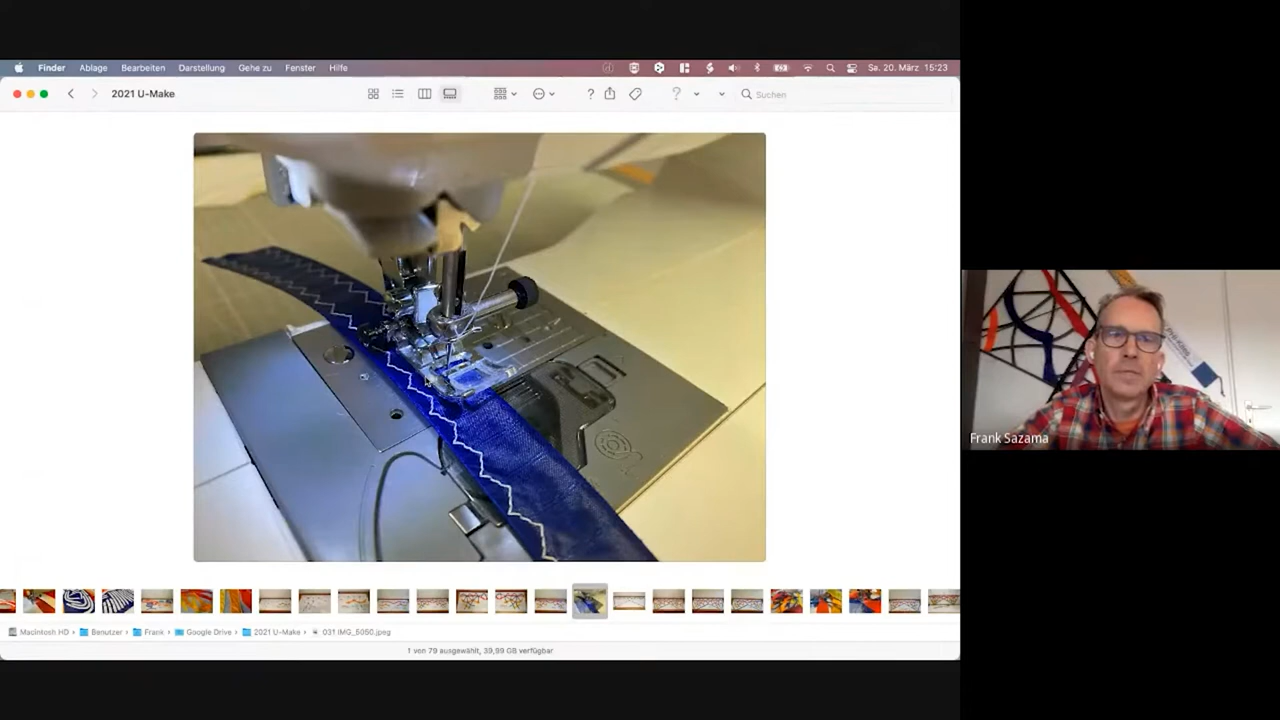 Finder Ablage Bearbeiten Darstellung Gehe zu Fenster Hilfe Sa. 20. März 15:23
2021 U-Make Suchen
Frank Sazama
Macintosh HD › Benutzer › Frank › Google Drive › 2021 U-Make › 031 IMG_5050.jpeg
1 von 79 ausgewählt, 39,99 GB verfügbar